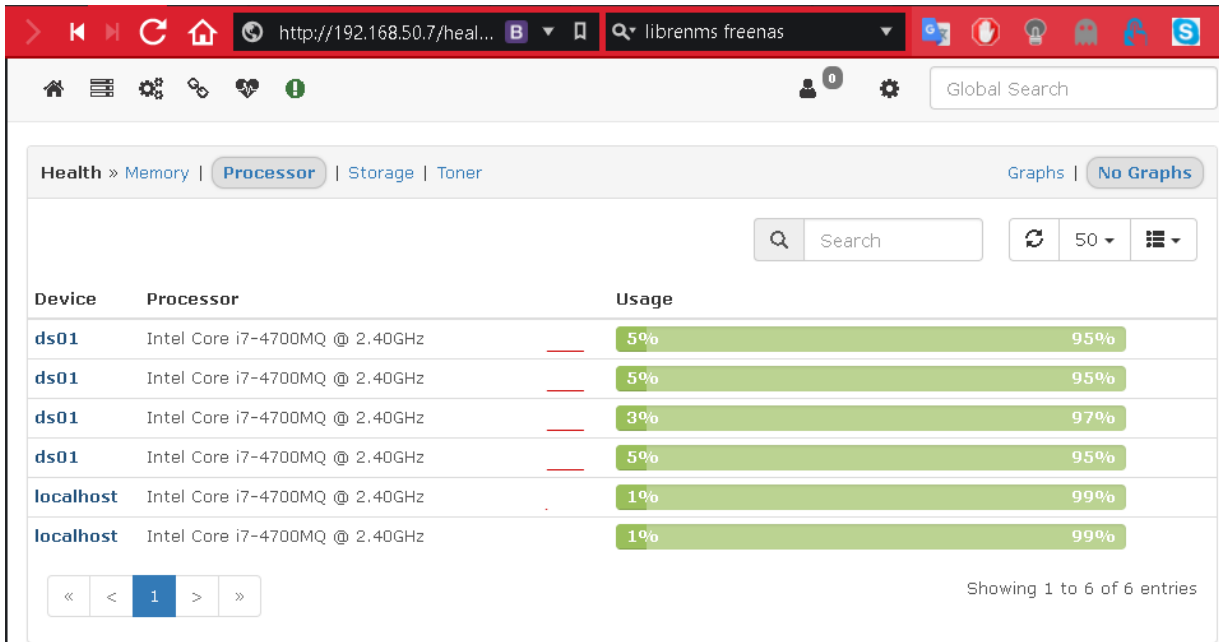 http://192.168.50.7/heal... B librenms freenas
0 Global Search
Health » Memory | Processor | Storage | Toner Graphs | No Graphs
Search 50
Device Processor Usage
ds01 Intel Core i7-4700MQ @ 2.40GHz 5% 95%
ds01 Intel Core i7-4700MQ @ 2.40GHz 5% 95%
ds01 Intel Core i7-4700MQ @ 2.40GHz 3% 97%
ds01 Intel Core i7-4700MQ @ 2.40GHz 5% 95%
localhost Intel Core i7-4700MQ @ 2.40GHz 1% 99%
localhost Intel Core i7-4700MQ @ 2.40GHz 1% 99%
« < 1 > » Showing 1 to 6 of 6 entries